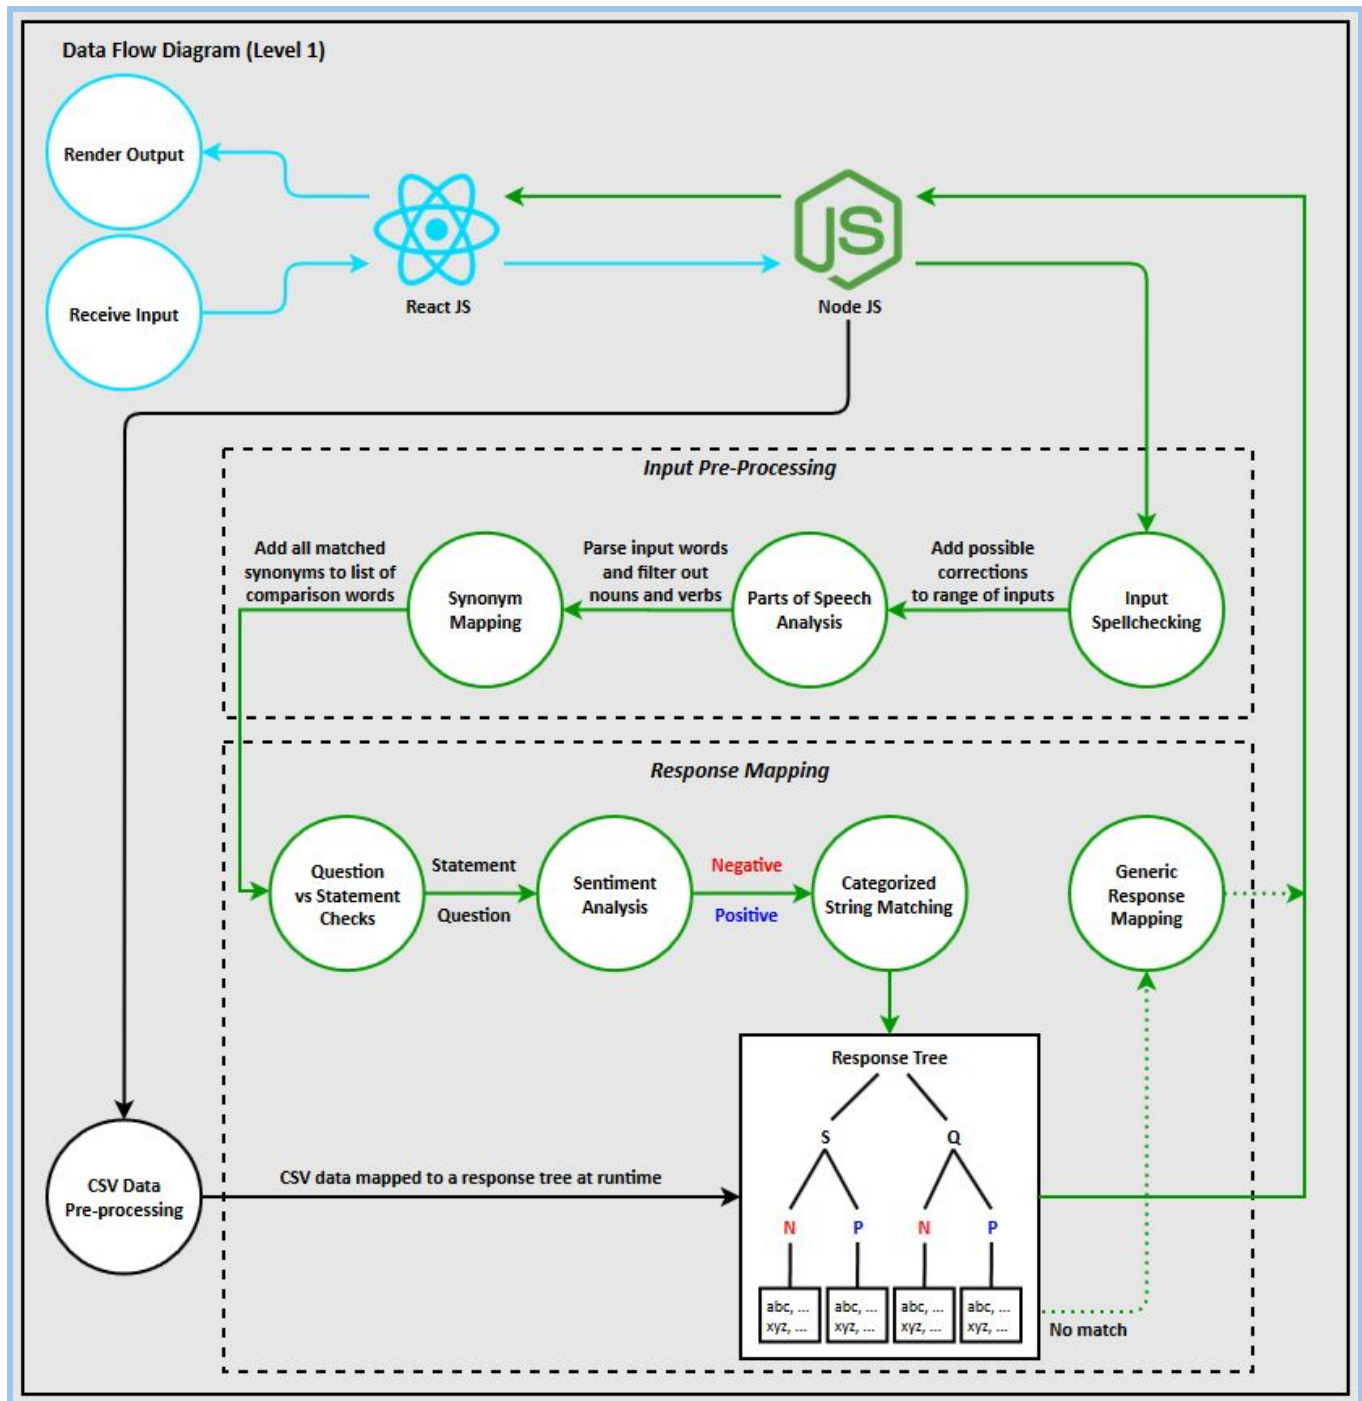 Data Flow Diagram (Level 1)
Render Output
Receive Input
React JS
JS
Node JS
Input Pre-Processing
Add all matched
synonyms to list of
comparison words
Synonym
Mapping
Parse input words
and filter out
nouns and verbs
Parts of Speech
Analysis
Add possible
corrections
to range of inputs
Input
Spellchecking
Response Mapping
Question
vs Statement
Checks
Statement
Question
Sentiment
Analysis
Negative
Positive
Categorized
String Matching
Generic
Response
Mapping
Response Tree
S Q
N P N P
abc, ... abc, ... abc, ... abc, ...
xyz, ... xyz, ... xyz, ... xyz, ...
No match
CSV Data
Pre-processing
CSV data mapped to a response tree at runtime